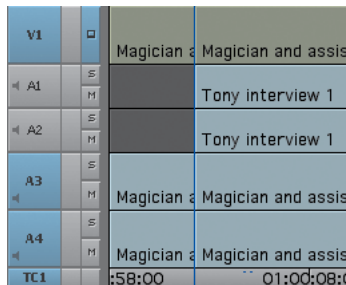 V1 Magician a Magician and assis
S
A1 M Tony interview 1
S
A2 M Tony interview 1
S
A3 M Magician a Magician and assis
S
A4 M Magician a Magician and assis
TC1 :58:00 01:00:08: